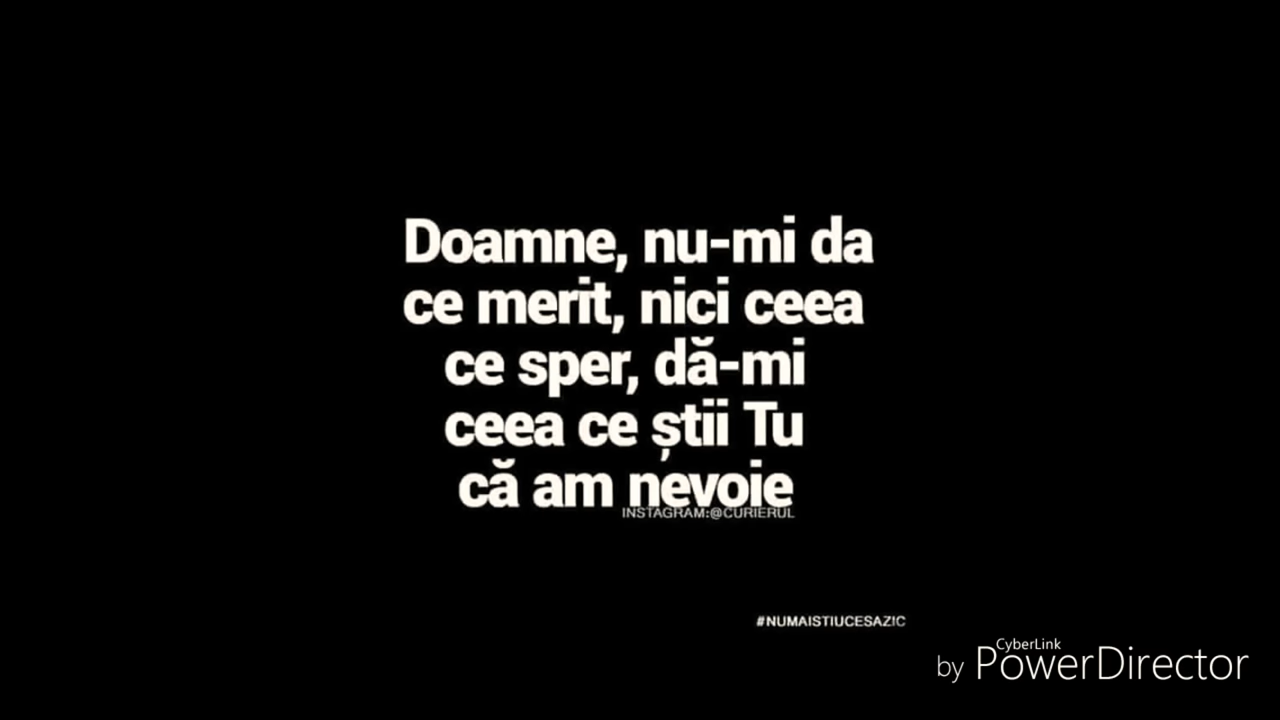 Doamne, nu-mi da
ce merit, nici ceea
ce sper, dă-mi
ceea ce știi Tu
că am nevoie
INSTAGRAM:@CURIERUL
#NUMAISTIUCESAZIC
CyberLink
by PowerDirector